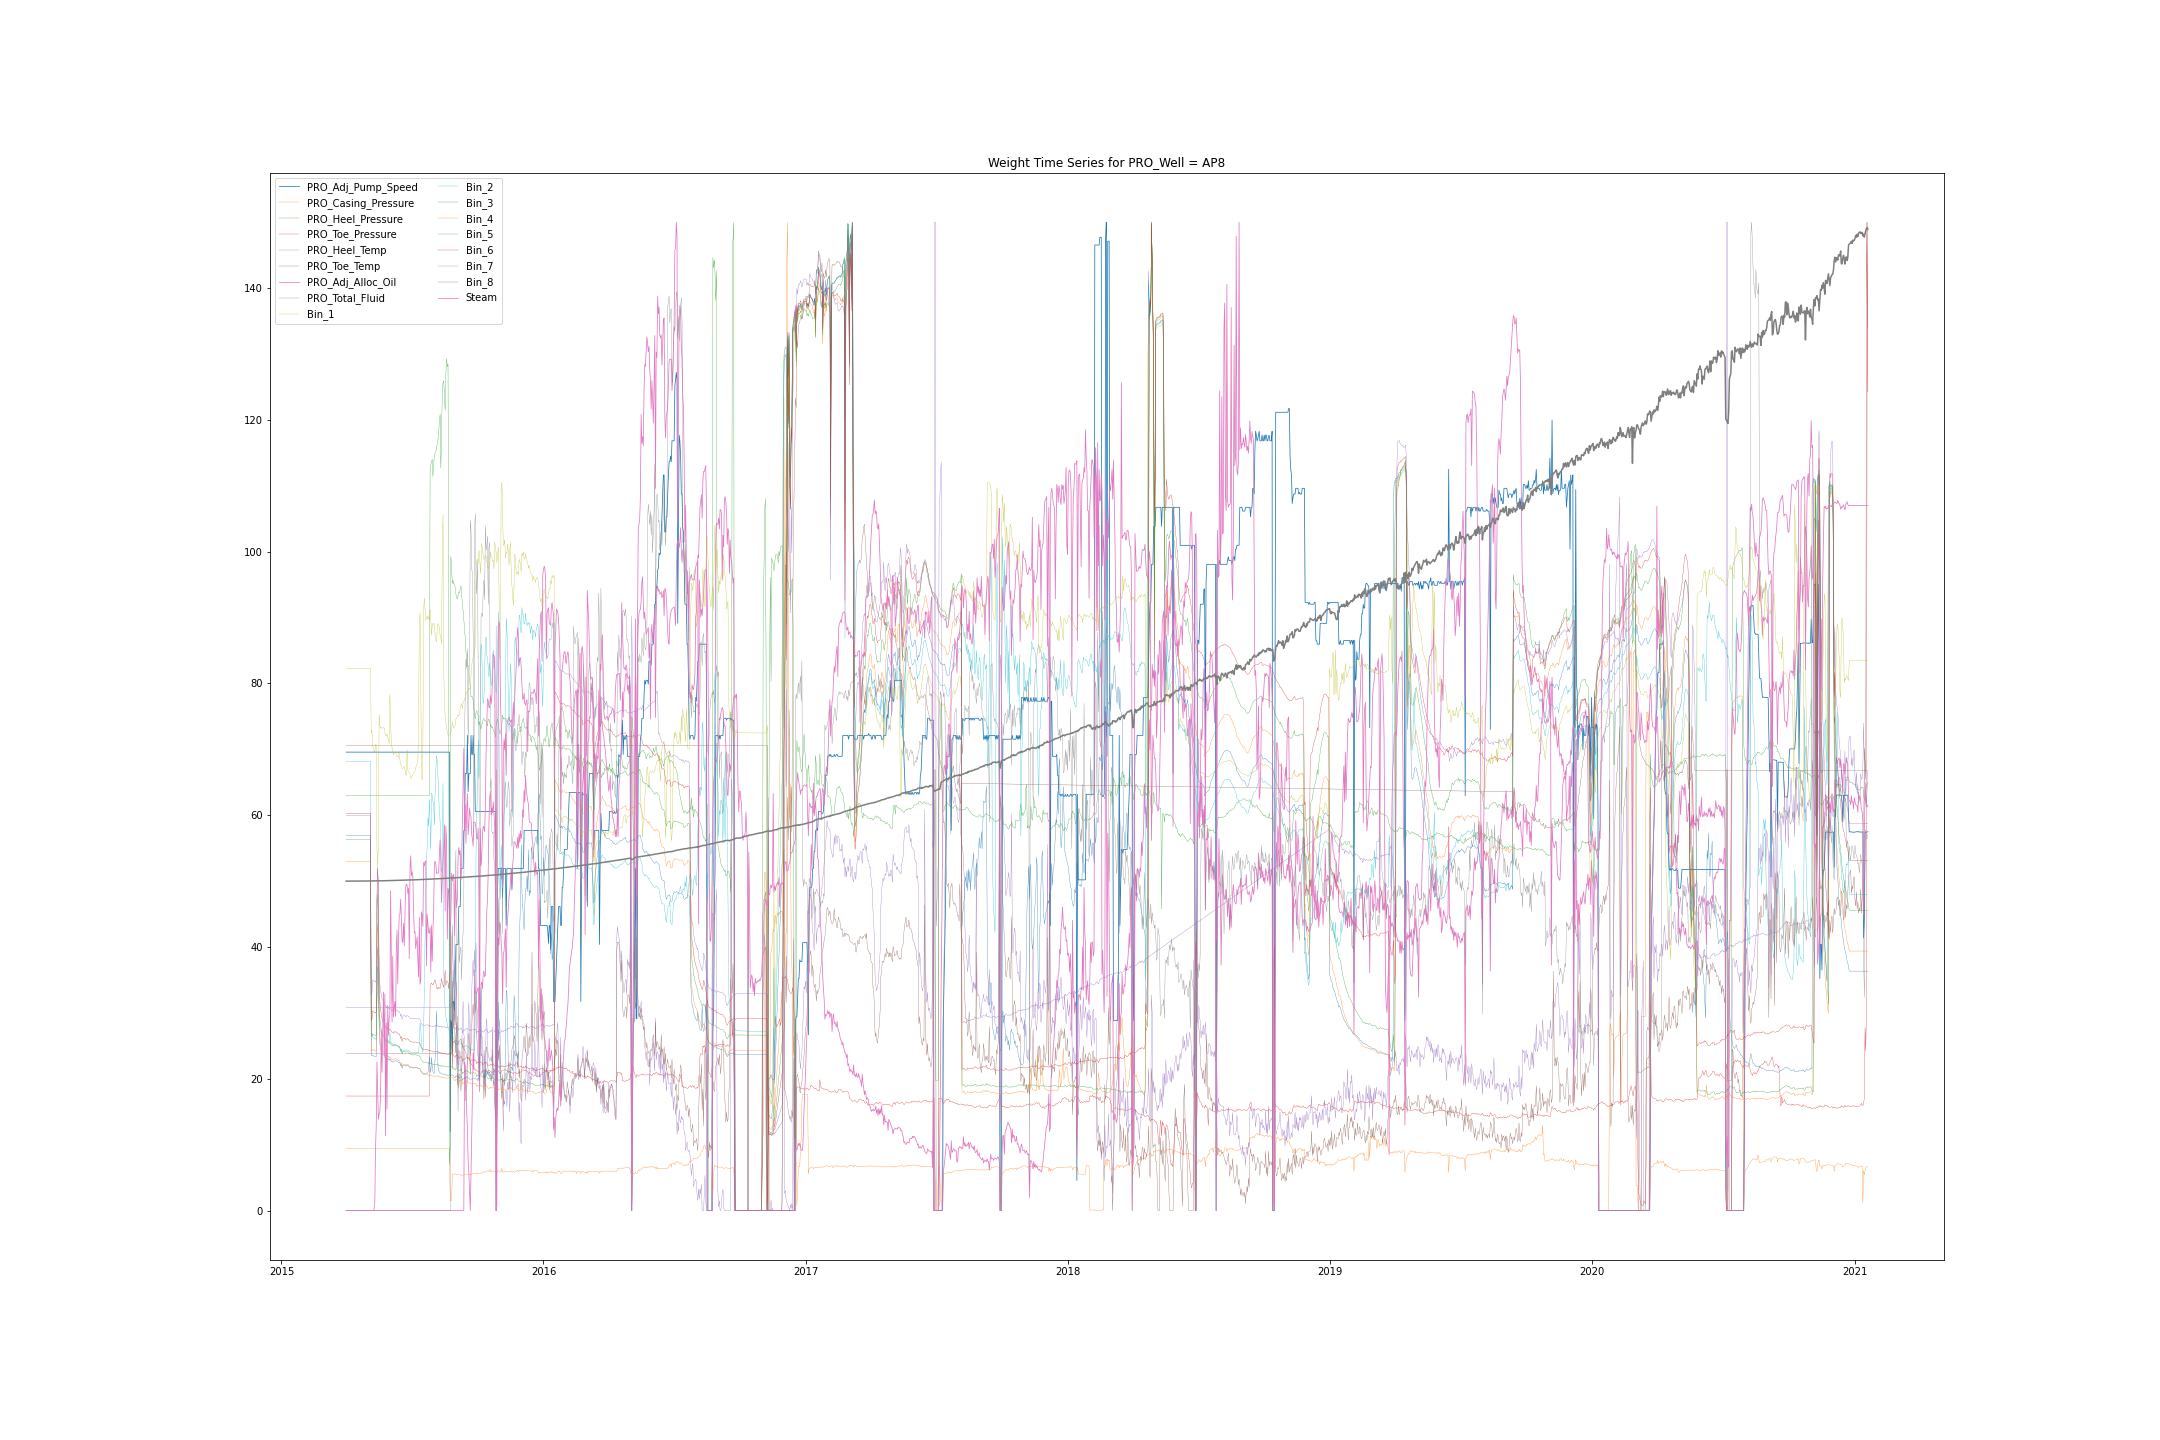 Weight Time Series for PRO_Well = AP8
PRO_Adj_Pump_Speed
PRO_Casing_Pressure
PRO_Heel_Pressure
PRO_Toe_Pressure
PRO_Heel_Temp
PRO_Toe_Temp
PRO_Adj_Alloc_Oil
PRO_Total_Fluid
Bin_1
Bin_2
Bin_3
Bin_4
Bin_5
Bin_6
Bin_7
Bin_8
Steam
140
120
100
80
60
40
20
0
2015 2016 2017 2018 2019 2020 2021